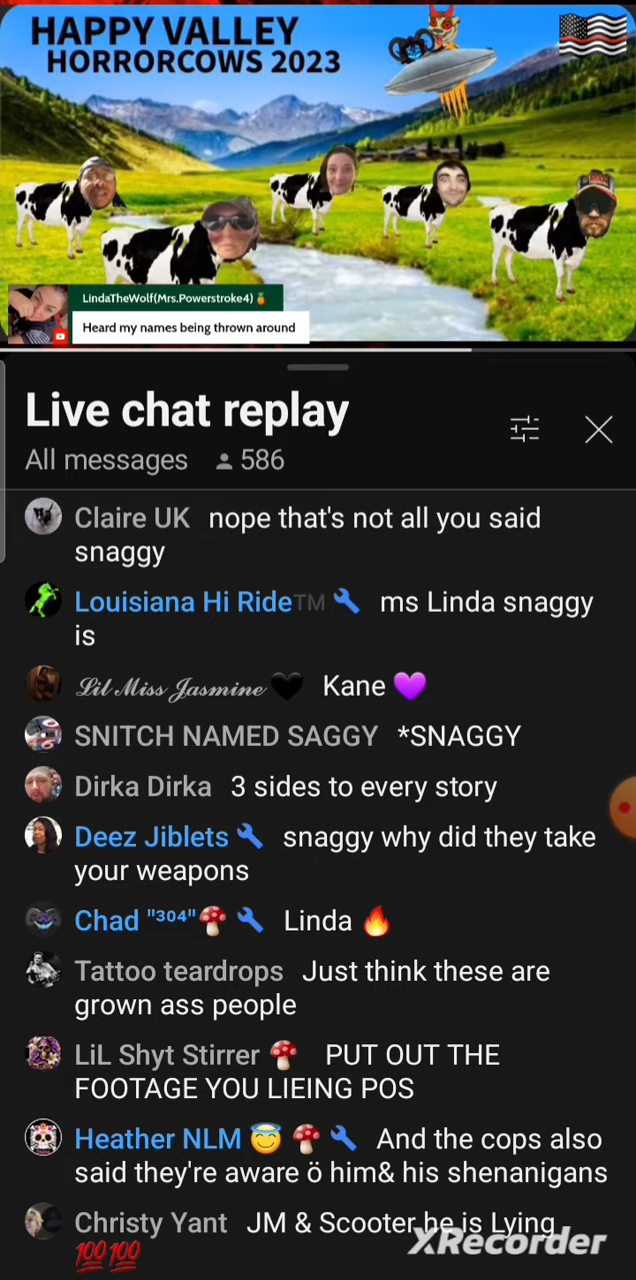 HAPPY VALLEY
HORRORCOWS 2023
LindaTheWolf(Mrs.Powerstroke4)🍍
Heard my names being thrown around
Live chat replay
All messages 586
Claire UK nope that's not all you said
snaggy
Louisiana Hi Ride™ 🔧 ms Linda snaggy
is
𝓛𝓲𝓵 𝓜𝓲𝓼𝓼 𝓙𝓪𝓼𝓶𝓲𝓷𝓮 🖤 Kane 💜
SNITCH NAMED SAGGY *SNAGGY
Dirka Dirka 3 sides to every story
Deez Jiblets 🔧 snaggy why did they take
your weapons
Chad "³⁰⁴"🍄 🔧 Linda 🔥
Tattoo teardrops Just think these are
grown ass people
LiL Shyt Stirrer 🍄 PUT OUT THE
FOOTAGE YOU LIEING POS
Heather NLM 😇 🍄 🔧 And the cops also
said they're aware ö him& his shenanigans
Christy Yant JM & Scooter he is Lying
💯💯
XRecorder